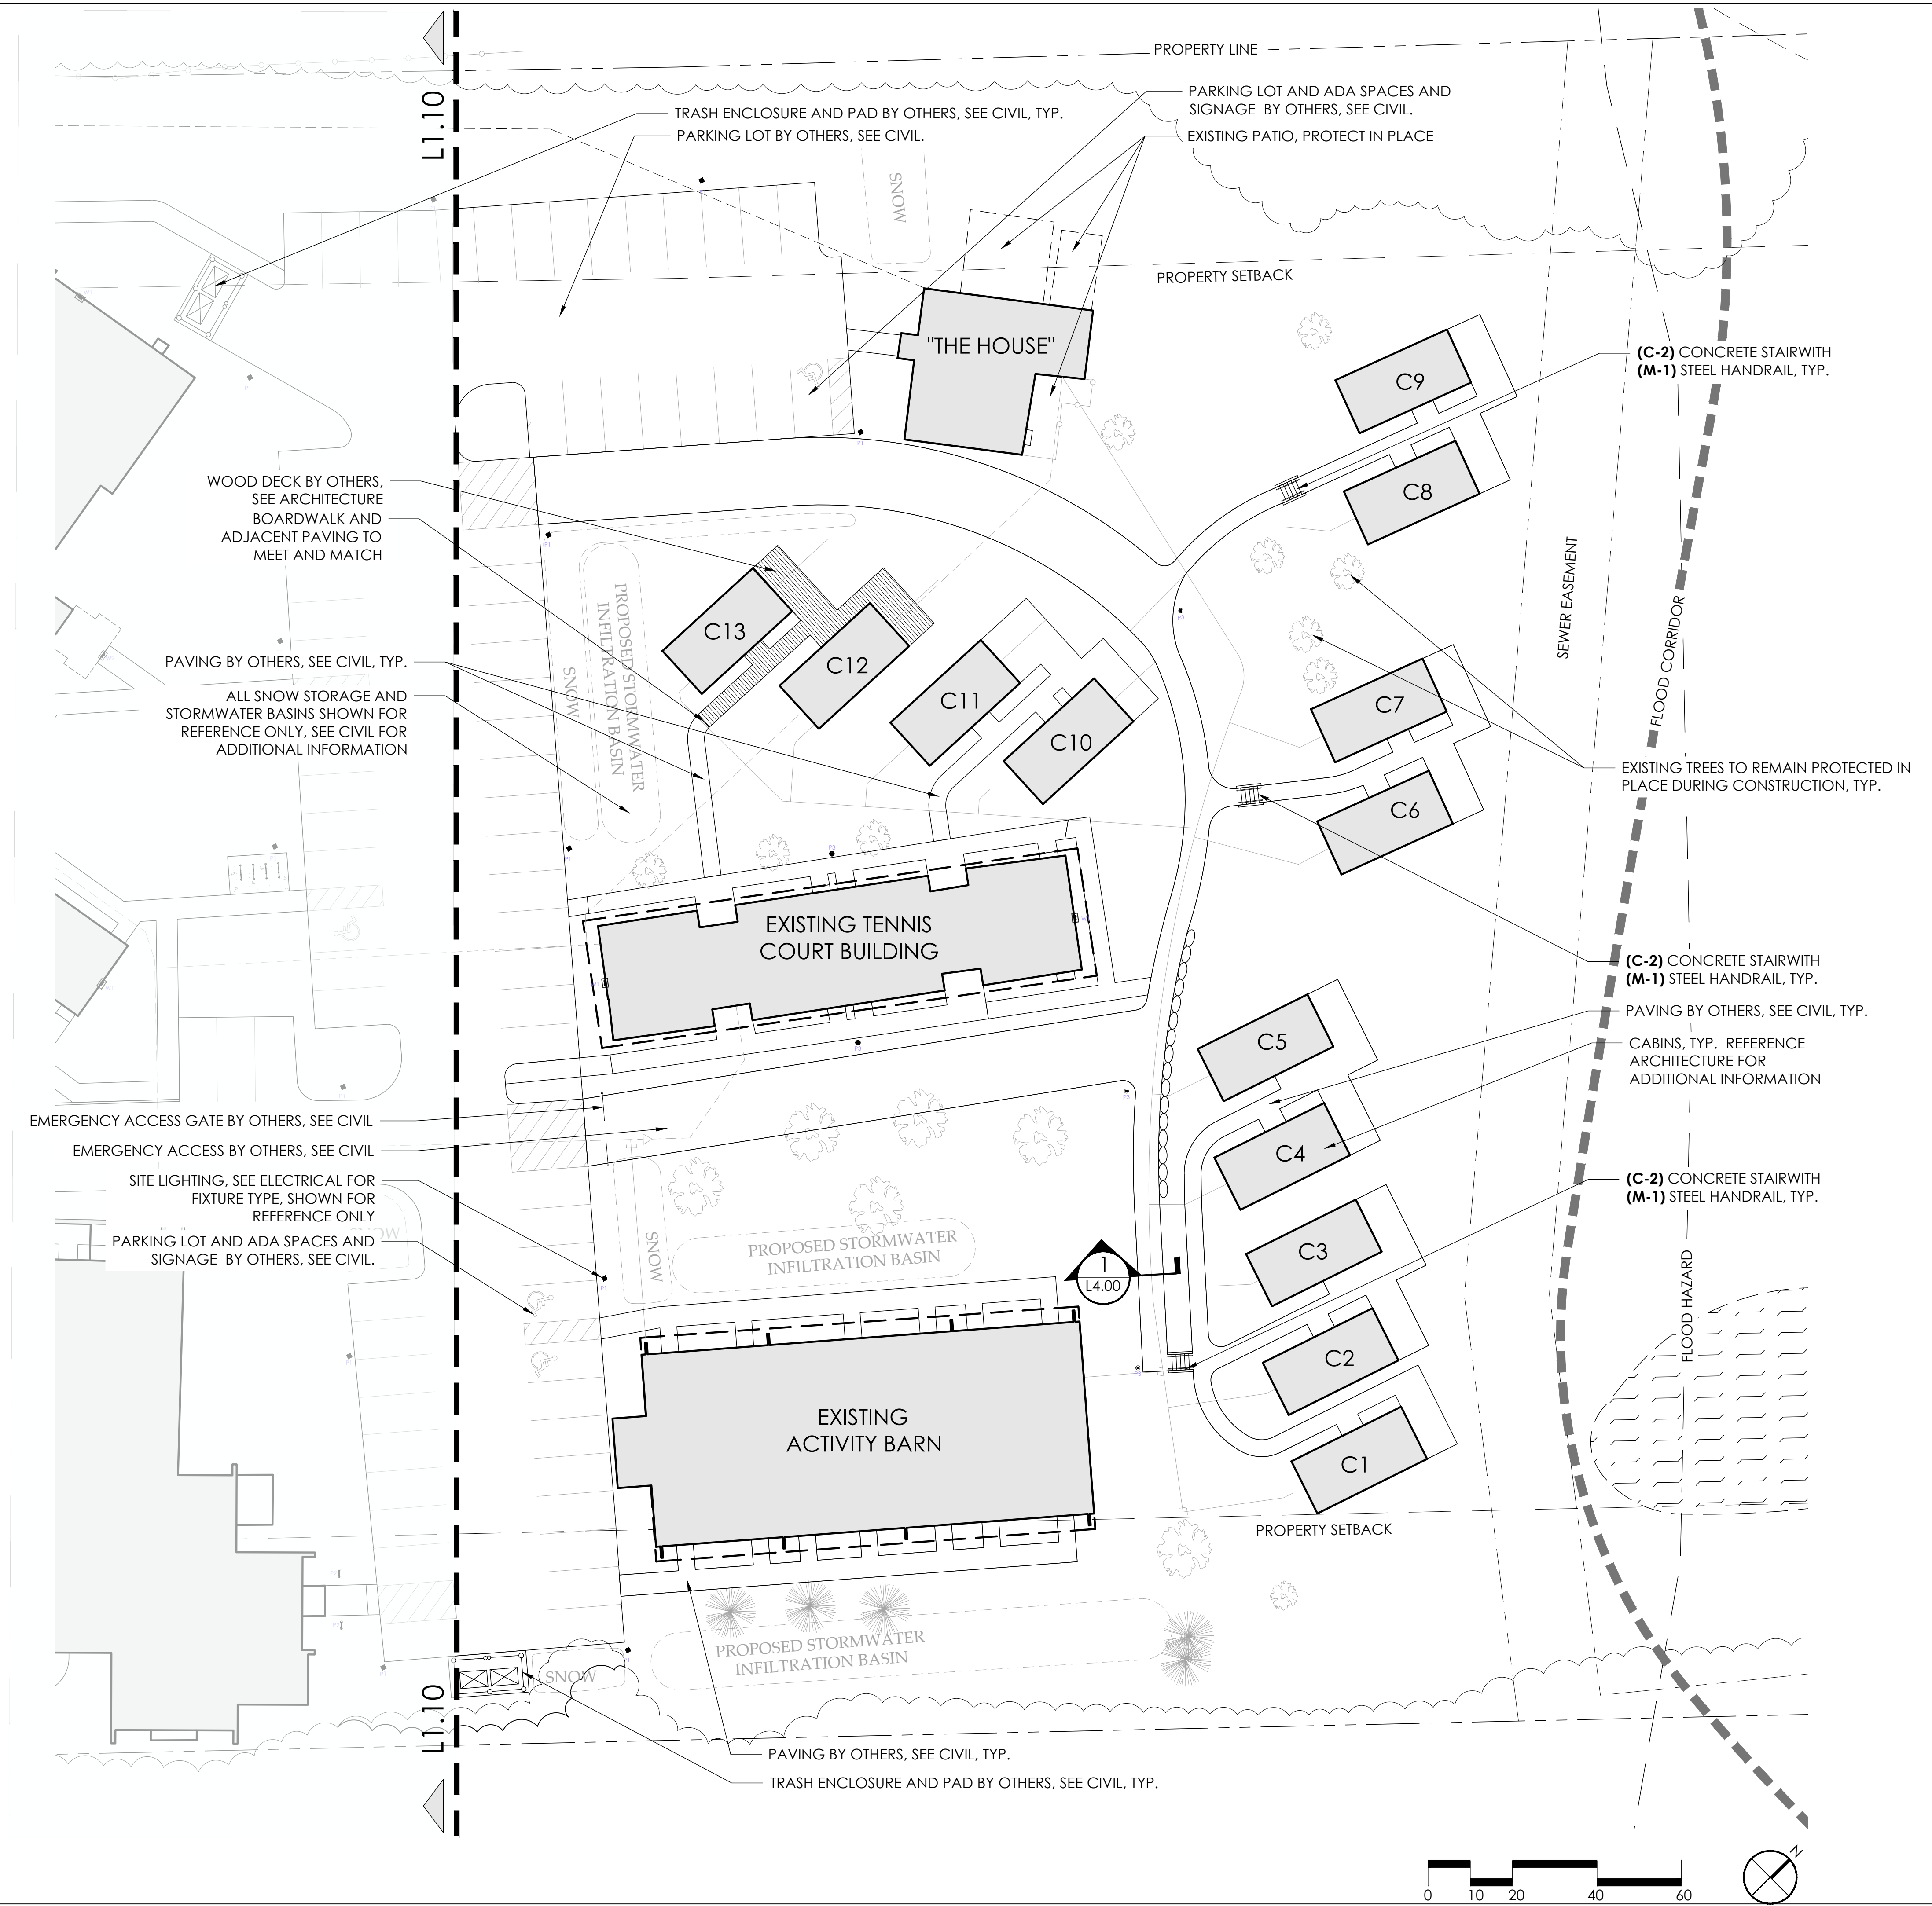 PROPERTY LINE
L1.10
TRASH ENCLOSURE AND PAD BY OTHERS, SEE CIVIL, TYP.
PARKING LOT BY OTHERS, SEE CIVIL.
PARKING LOT AND ADA SPACES AND
SIGNAGE BY OTHERS, SEE CIVIL.
EXISTING PATIO, PROTECT IN PLACE
SNOW
PROPERTY SETBACK
"THE HOUSE"
C9
(C-2) CONCRETE STAIRWITH
(M-1) STEEL HANDRAIL, TYP.
C8
WOOD DECK BY OTHERS,
SEE ARCHITECTURE
BOARDWALK AND
ADJACENT PAVING TO
MEET AND MATCH
SEWER EASEMENT
FLOOD CORRIDOR
C13
C12
C11
C10
C7
C6
PROPOSED STORMWATER
INFILTRATION BASIN
SNOW
PAVING BY OTHERS, SEE CIVIL, TYP.
ALL SNOW STORAGE AND
STORMWATER BASINS SHOWN FOR
REFERENCE ONLY, SEE CIVIL FOR
ADDITIONAL INFORMATION
EXISTING TREES TO REMAIN PROTECTED IN
PLACE DURING CONSTRUCTION, TYP.
EXISTING TENNIS
COURT BUILDING
(C-2) CONCRETE STAIRWITH
(M-1) STEEL HANDRAIL, TYP.
PAVING BY OTHERS, SEE CIVIL, TYP.
CABINS, TYP. REFERENCE
ARCHITECTURE FOR
ADDITIONAL INFORMATION
C5
C4
EMERGENCY ACCESS GATE BY OTHERS, SEE CIVIL
EMERGENCY ACCESS BY OTHERS, SEE CIVIL
SITE LIGHTING, SEE ELECTRICAL FOR
FIXTURE TYPE, SHOWN FOR
REFERENCE ONLY
SNOW
PARKING LOT AND ADA SPACES AND
SIGNAGE BY OTHERS, SEE CIVIL.
(C-2) CONCRETE STAIRWITH
(M-1) STEEL HANDRAIL, TYP.
SNOW
PROPOSED STORMWATER
INFILTRATION BASIN
1
L4.00
C3
FLOOD HAZARD
C2
EXISTING
ACTIVITY BARN
C1
PROPERTY SETBACK
PROPOSED STORMWATER
INFILTRATION BASIN
SNOW
L1.10
PAVING BY OTHERS, SEE CIVIL, TYP.
TRASH ENCLOSURE AND PAD BY OTHERS, SEE CIVIL, TYP.
0 10 20 40 60
N